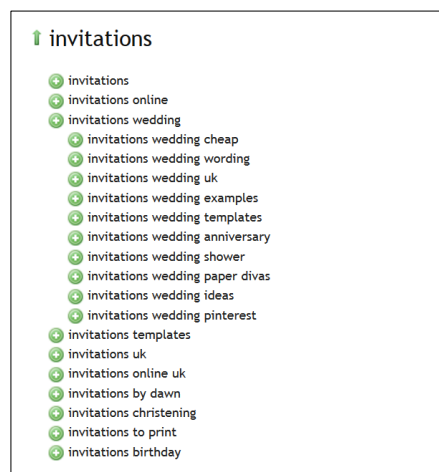 invitations
invitations
invitations online
invitations wedding
invitations wedding cheap
invitations wedding wording
invitations wedding uk
invitations wedding examples
invitations wedding templates
invitations wedding anniversary
invitations wedding shower
invitations wedding paper divas
invitations wedding ideas
invitations wedding pinterest
invitations templates
invitations uk
invitations online uk
invitations by dawn
invitations christening
invitations to print
invitations birthday